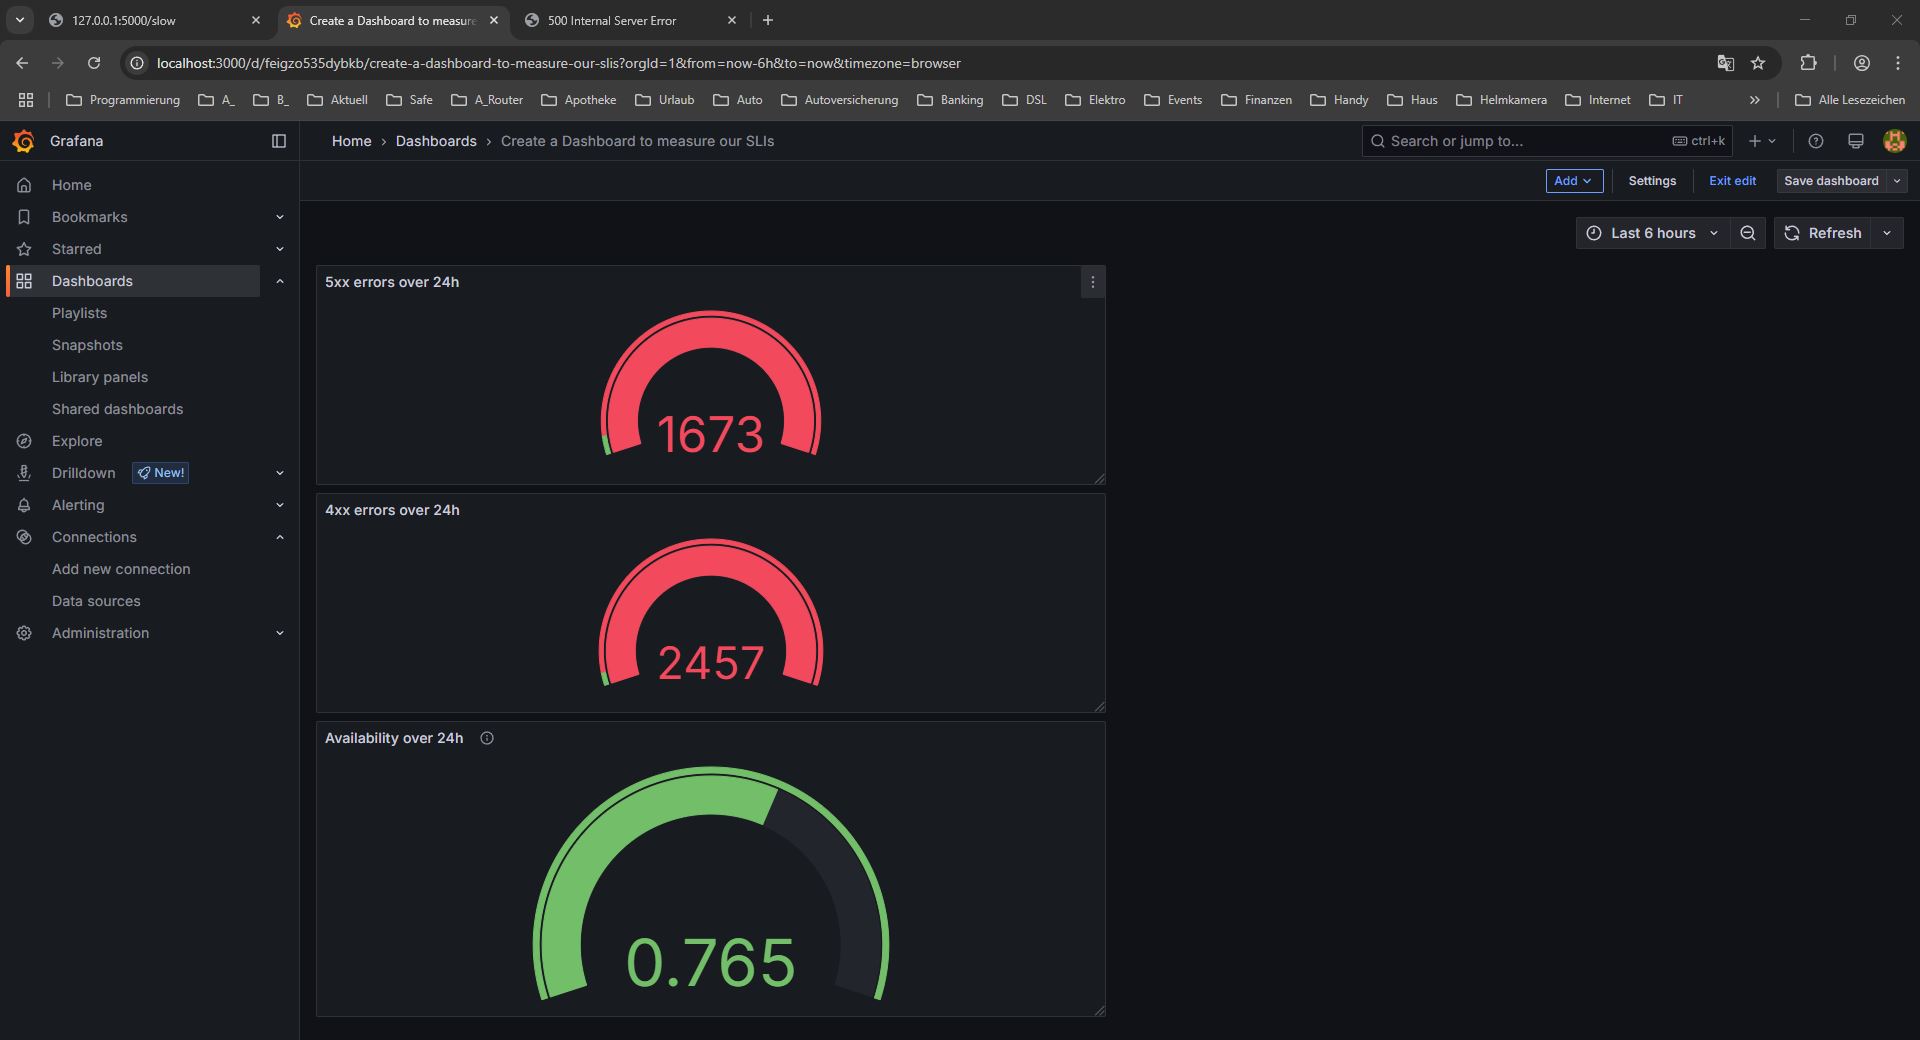 127.0.0.1:5000/slow
Create a Dashboard to measure
500 Internal Server Error
localhost:3000/d/feigzo535dybkb/create-a-dashboard-to-measure-our-slis?orgId=1&from=now-6h&to=now&timezone=browser
Programmierung A_ B_ Aktuell Safe A_Router Apotheke Urlaub Auto Autoversicherung Banking DSL Elektro Events Finanzen Handy Haus Helmkamera Internet IT » Alle Lesezeichen
Grafana
Home › Dashboards › Create a Dashboard to measure our SLIs
Search or jump to... ctrl+k
Add Settings Exit edit Save dashboard
Last 6 hours Refresh
Home
Bookmarks
Starred
Dashboards
Playlists
Snapshots
Library panels
Shared dashboards
Explore
Drilldown New!
Alerting
Connections
Add new connection
Data sources
Administration
5xx errors over 24h
1673
4xx errors over 24h
2457
Availability over 24h
0.765